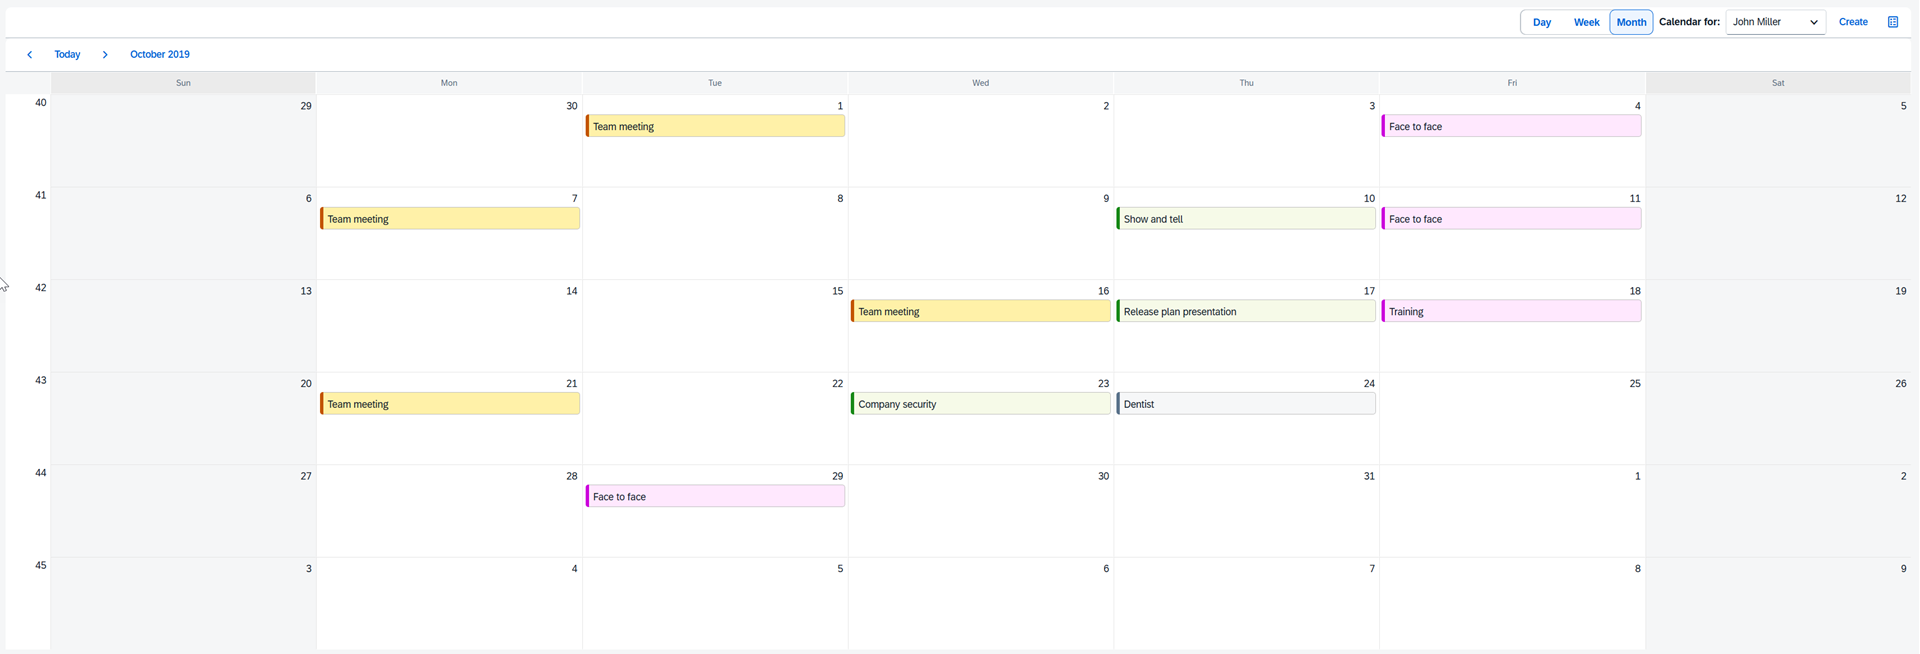 Day Week Month Calendar for: John Miller Create
Today October 2019
Sun Mon Tue Wed Thu Fri Sat
40 29 30 1 2 3 4 5
Team meeting Face to face
41 6 7 8 9 10 11 12
Team meeting Show and tell Face to face
42 13 14 15 16 17 18 19
Team meeting Release plan presentation Training
43 20 21 22 23 24 25 26
Team meeting Company security Dentist
44 27 28 29 30 31 1 2
Face to face
45 3 4 5 6 7 8 9